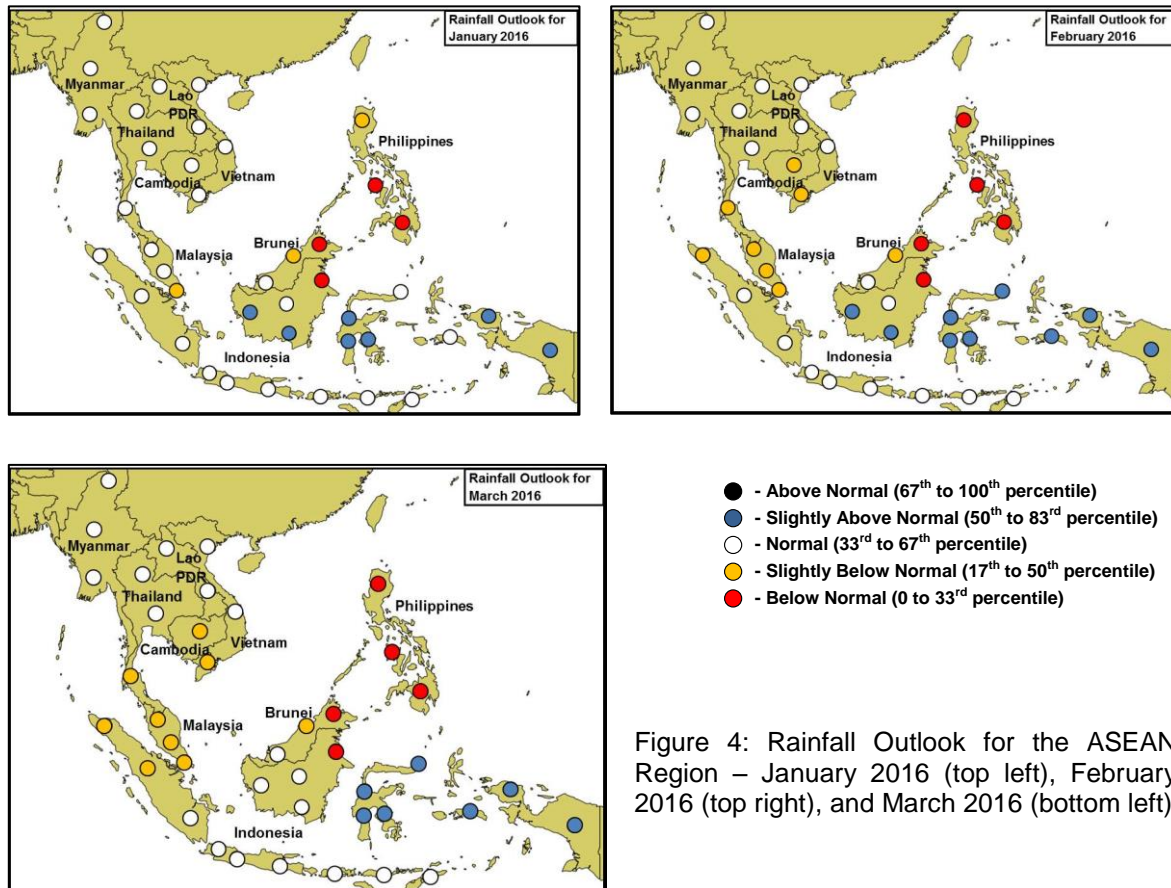 Rainfall Outlook for
January 2016
Myanmar
Lao
PDR
Thailand
Philippines
Cambodia
Vietnam
Brunei
Malaysia
Indonesia
Rainfall Outlook for
February 2016
Myanmar
Lao
PDR
Thailand
Philippines
Cambodia
Vietnam
Brunei
Malaysia
Indonesia
Rainfall Outlook for
March 2016
Myanmar
Lao
PDR
Thailand
Philippines
Cambodia
Vietnam
Brunei
Malaysia
Indonesia
- Above Normal (67th to 100th percentile)
- Slightly Above Normal (50th to 83rd percentile)
- Normal (33rd to 67th percentile)
- Slightly Below Normal (17th to 50th percentile)
- Below Normal (0 to 33rd percentile)
Figure 4: Rainfall Outlook for the ASEAN
Region – January 2016 (top left), February
2016 (top right), and March 2016 (bottom left)